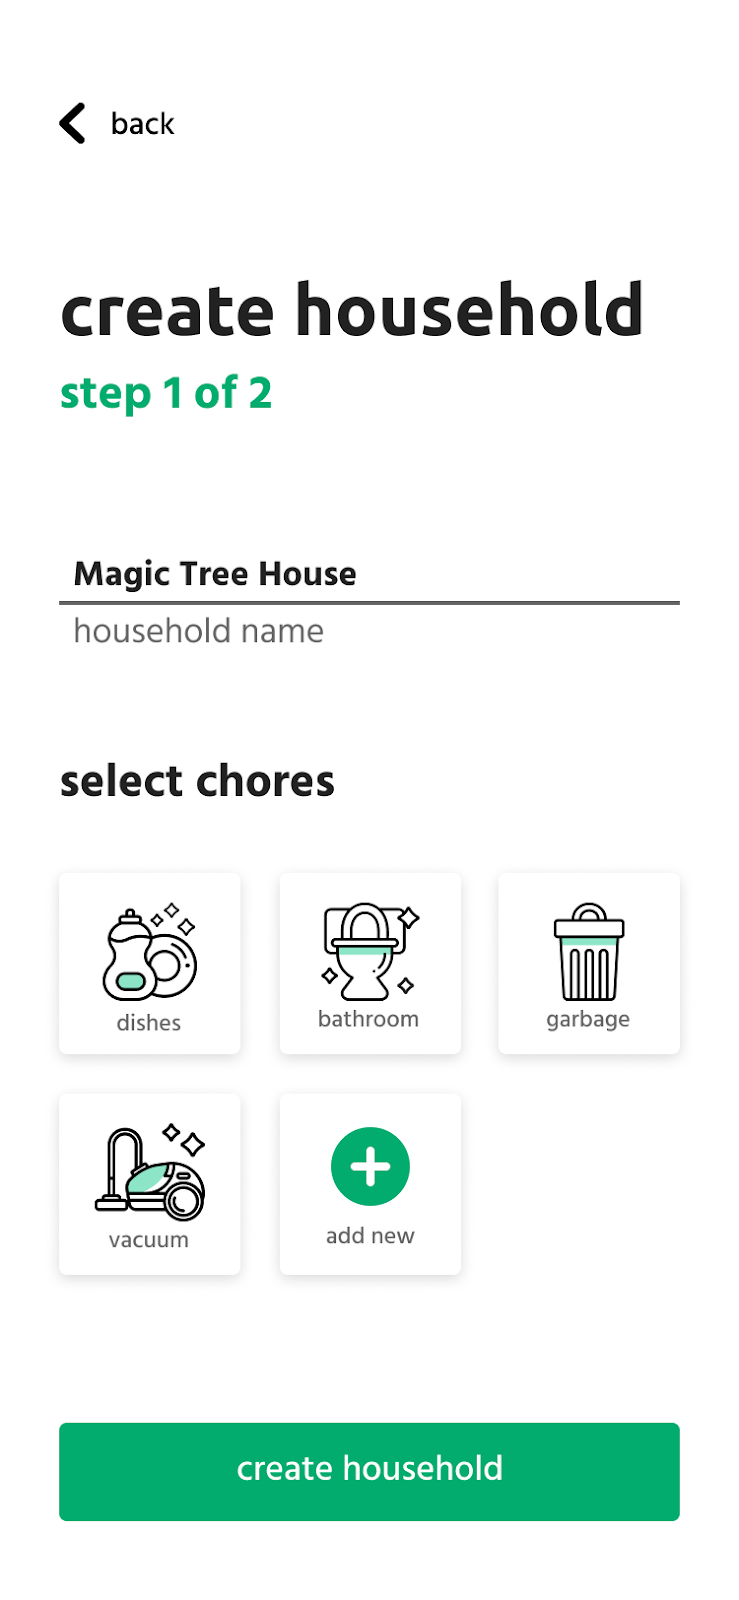 back
create household
step 1 of 2
Magic Tree House
household name
select chores
dishes
bathroom
garbage
vacuum
add new
create household